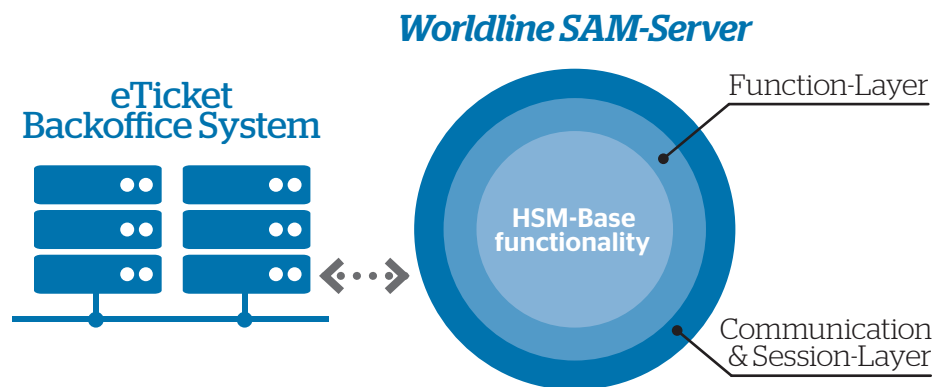 Worldline SAM-Server
eTicket
Backoffice System
Function-Layer
HSM-Base
functionality
Communication
& Session-Layer